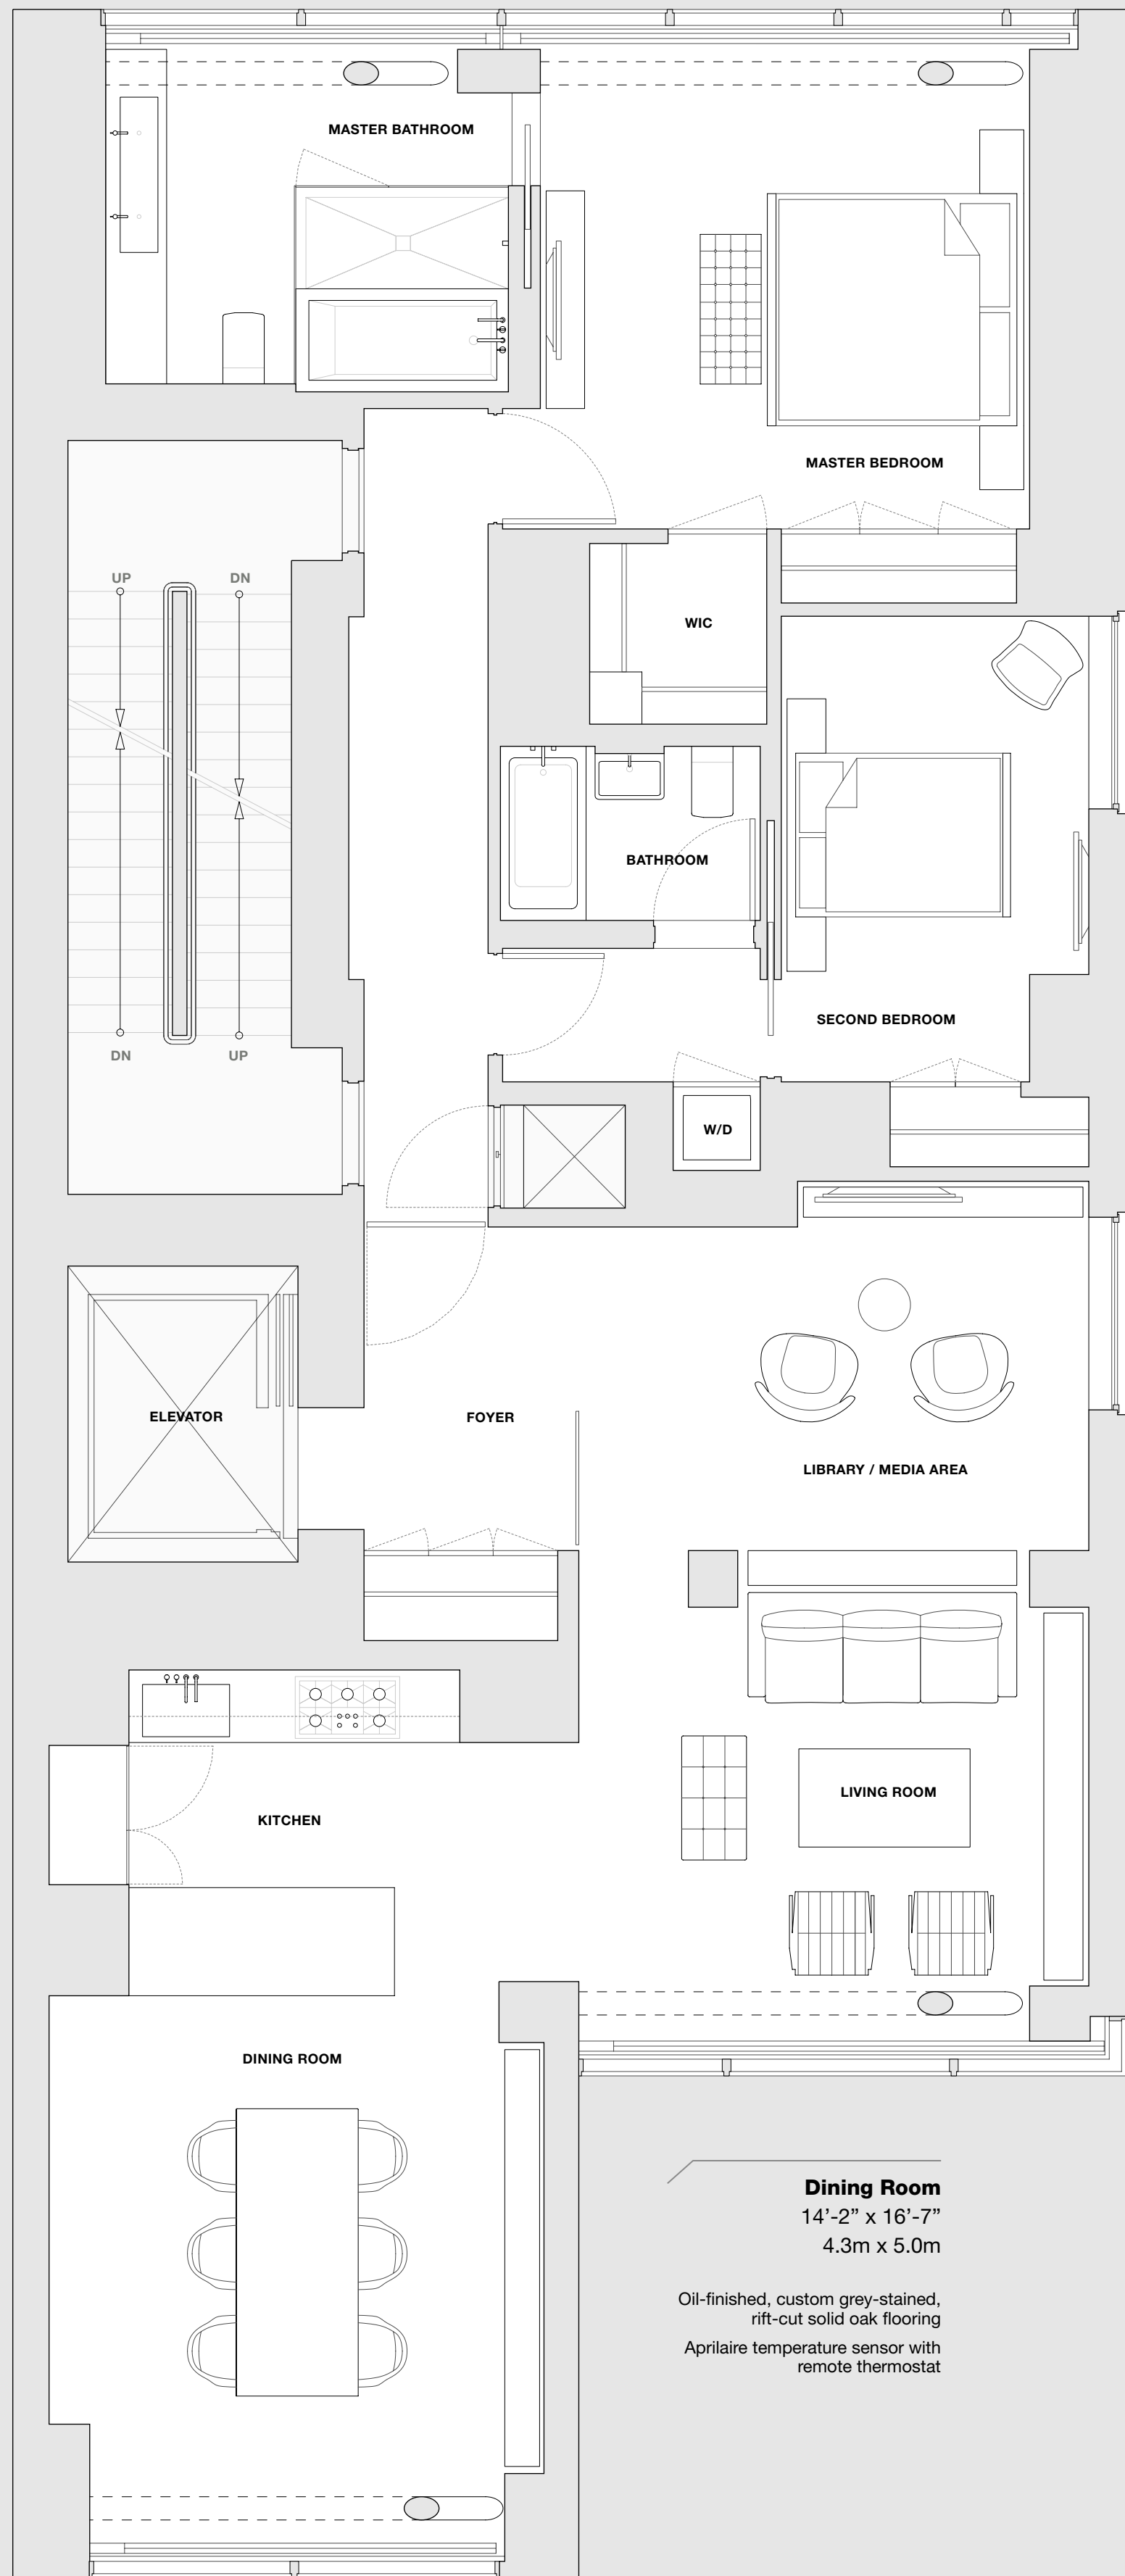 MASTER BATHROOM
MASTER BEDROOM
UP
DN
WIC
BATHROOM
SECOND BEDROOM
DN
UP
W/D
ELEVATOR
FOYER
LIBRARY / MEDIA AREA
LIVING ROOM
KITCHEN
DINING ROOM
Dining Room
14’-2” x 16’-7”
4.3m x 5.0m
Oil-finished, custom grey-stained,
rift-cut solid oak flooring
Aprilaire temperature sensor with
remote thermostat